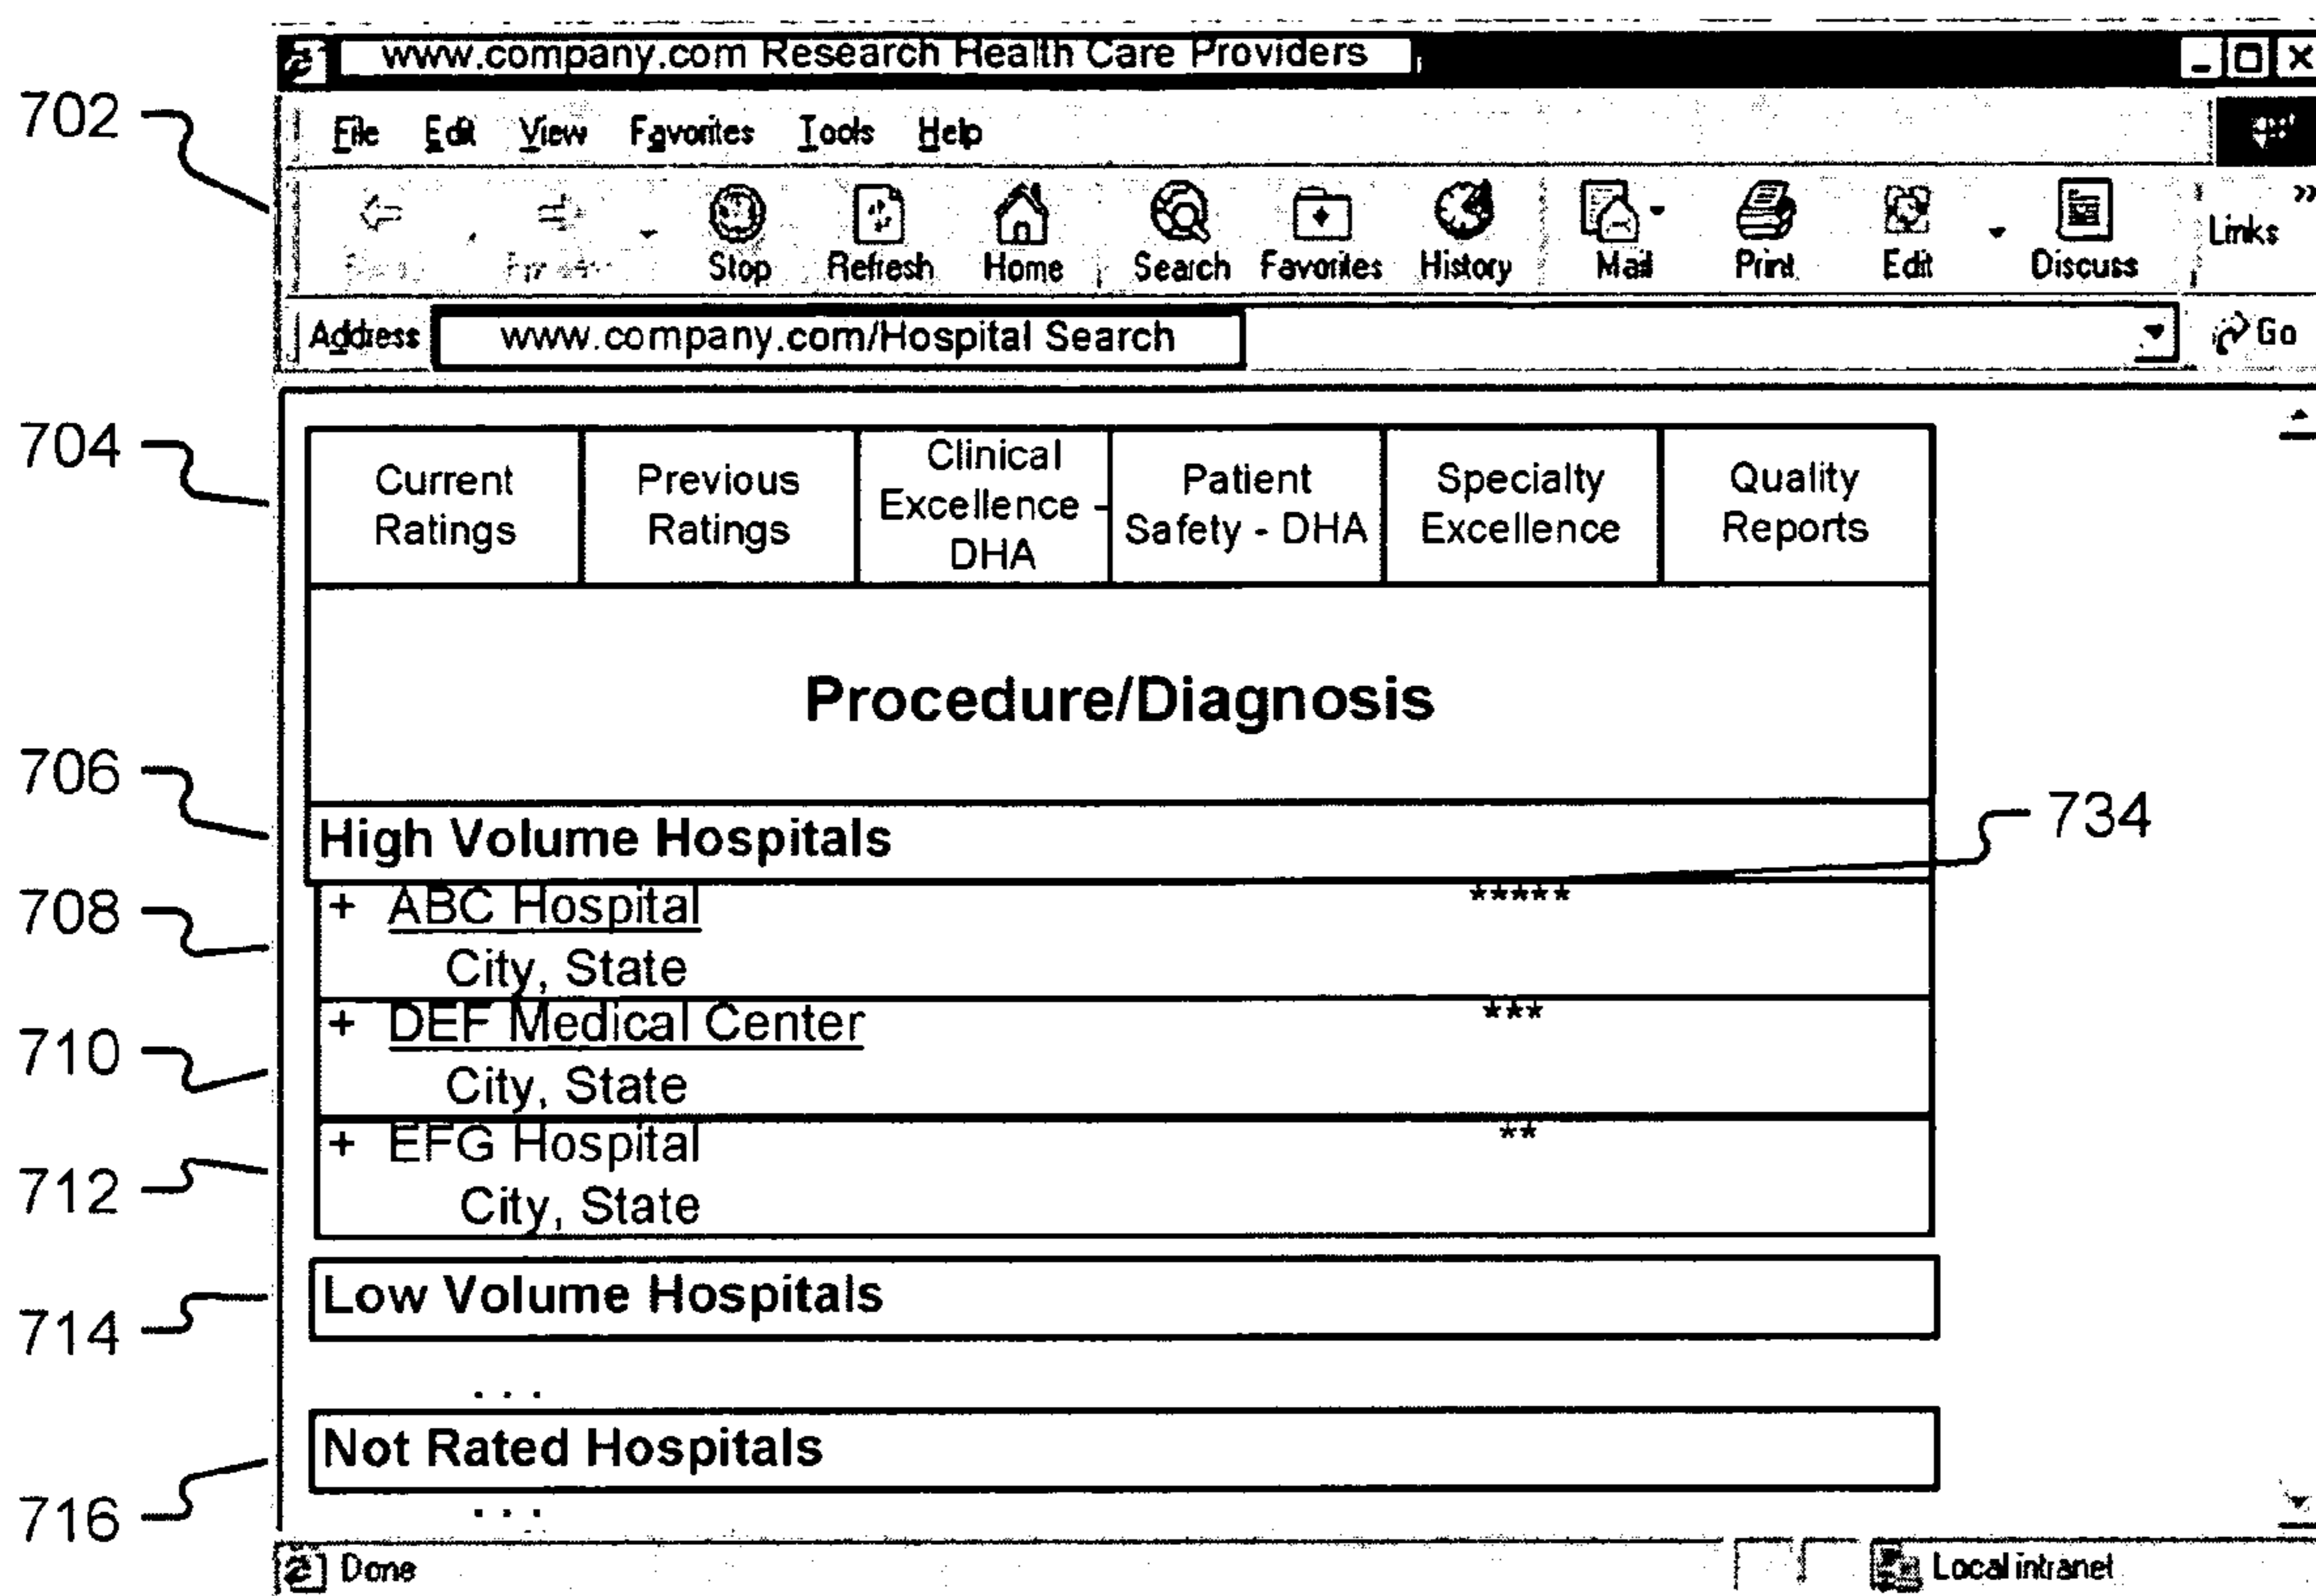 www.company.com Research Health Care Providers
702
File Edit View Favorites Tools Help
Stop Refresh Home Search Favorites History Mail Print Edit Discuss Links »
Address www.company.com/Hospital Search Go
704
Current Ratings
Previous Ratings
Clinical Excellence - DHA
Patient Safety - DHA
Specialty Excellence
Quality Reports
Procedure/Diagnosis
706
High Volume Hospitals
734
708
+ ABC Hospital *****
City, State
710
+ DEF Medical Center ***
City, State
712
+ EFG Hospital **
City, State
714
Low Volume Hospitals
. . .
716
Not Rated Hospitals
. . .
Done Local intranet